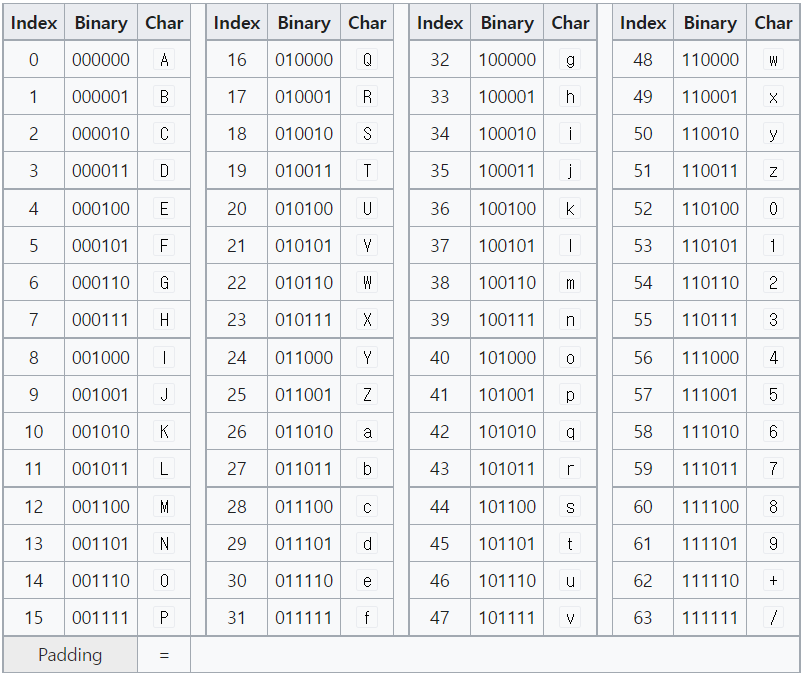 Index Binary Char Index Binary Char Index Binary Char Index Binary Char
0 000000 A 16 010000 Q 32 100000 g 48 110000 w
1 000001 B 17 010001 R 33 100001 h 49 110001 x
2 000010 C 18 010010 S 34 100010 i 50 110010 y
3 000011 D 19 010011 T 35 100011 j 51 110011 z
4 000100 E 20 010100 U 36 100100 k 52 110100 0
5 000101 F 21 010101 V 37 100101 l 53 110101 1
6 000110 G 22 010110 W 38 100110 m 54 110110 2
7 000111 H 23 010111 X 39 100111 n 55 110111 3
8 001000 I 24 011000 Y 40 101000 o 56 111000 4
9 001001 J 25 011001 Z 41 101001 p 57 111001 5
10 001010 K 26 011010 a 42 101010 q 58 111010 6
11 001011 L 27 011011 b 43 101011 r 59 111011 7
12 001100 M 28 011100 c 44 101100 s 60 111100 8
13 001101 N 29 011101 d 45 101101 t 61 111101 9
14 001110 O 30 011110 e 46 101110 u 62 111110 +
15 001111 P 31 011111 f 47 101111 v 63 111111 /
Padding =